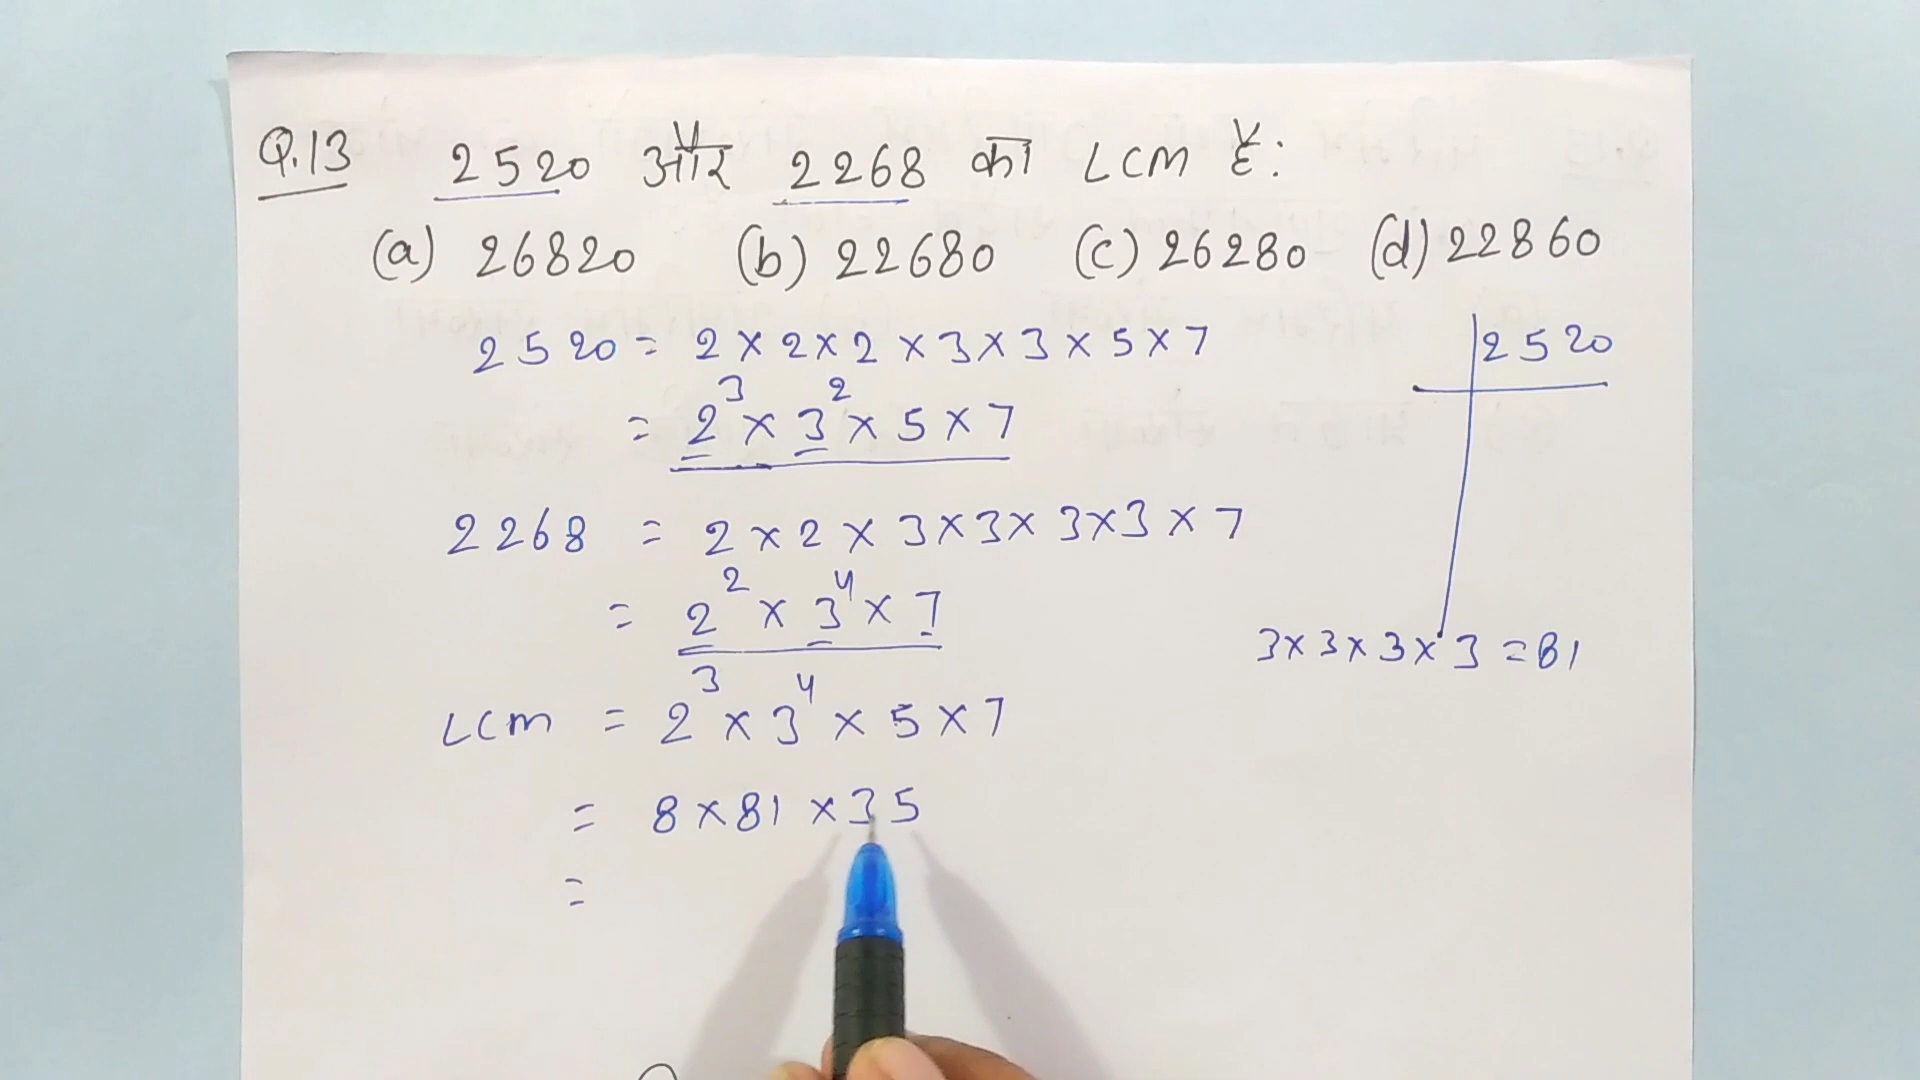 Q.13 2520 और 2268 का LCM है:
(a) 26820 (b) 22680 (c) 26280 (d) 22860
2520 = 2×2×2×3×3×5×7
= 2³×3²×5×7
2268 = 2×2×3×3×3×3×7
= 2²×3⁴×7
LCM = 2³×3⁴×5×7
= 8×81×35
=
2520
3×3×3×3=81